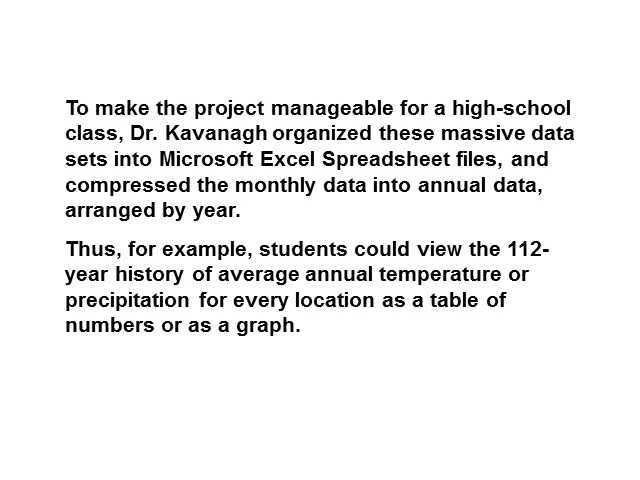 To make the project manageable for a high-school
class, Dr. Kavanagh organized these massive data
sets into Microsoft Excel Spreadsheet files, and
compressed the monthly data into annual data,
arranged by year.
Thus, for example, students could view the 112-
year history of average annual temperature or
precipitation for every location as a table of
numbers or as a graph.